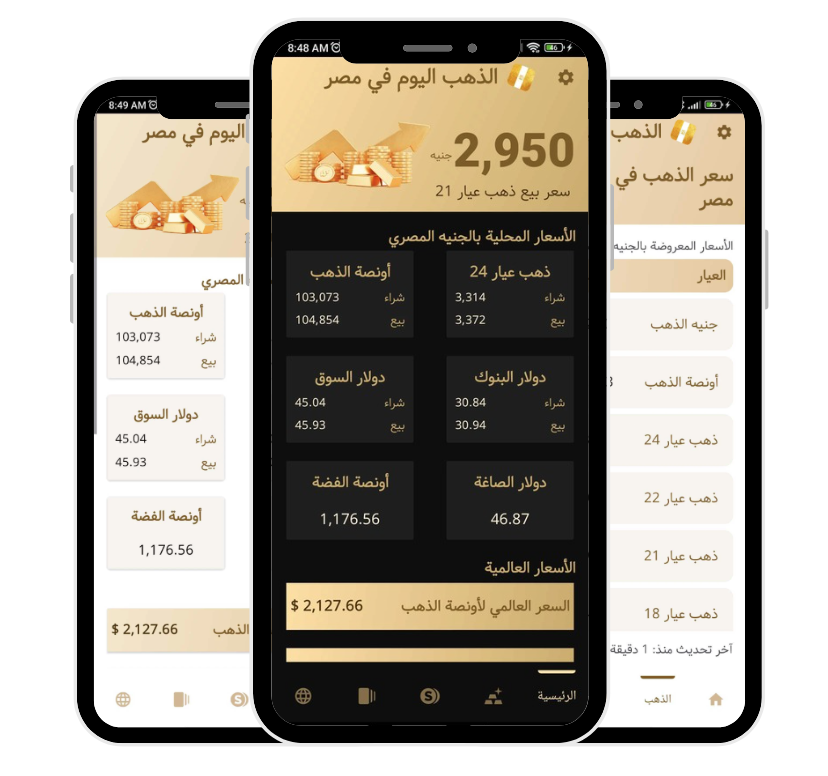 8:48 AM
46
الذهب اليوم في مصر
2,950 جنيه
سعر بيع ذهب عيار 21
الأسعار المحلية بالجنيه المصري
ذهب عيار 24
شراء 3,314
بيع 3,372
أونصة الذهب
شراء 103,073
بيع 104,854
دولار البنوك
شراء 30.84
بيع 30.94
دولار السوق
شراء 45.04
بيع 45.93
دولار الصاغة
46.87
أونصة الفضة
1,176.56
الأسعار العالمية
السعر العالمي لأونصة الذهب 2,127.66 $
الرئيسية
46
الذهب
سعر الذهب في
مصر
الأسعار المعروضة بالجنيه
العيار
جنيه الذهب
أونصة الذهب
ذهب عيار 24
ذهب عيار 22
ذهب عيار 21
ذهب عيار 18
آخر تحديث منذ: 1 دقيقة
الذهب
8:49 AM
اليوم في مصر
المصري
أونصة الذهب
شراء 103,073
بيع 104,854
دولار السوق
شراء 45.04
بيع 45.93
أونصة الفضة
1,176.56
الذهب 2,127.66 $